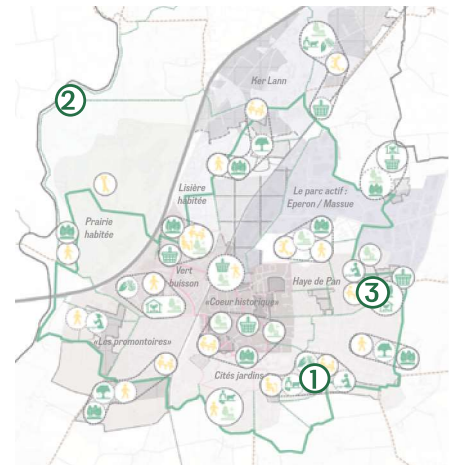 Ker Lann
②
Lisière
habitée
Le parc actif :
Eperon / Massue
Prairie
habitée
Vert
buisson
Haye de Pan
③
«Coeur historique»
«Les promontoires»
Cités jardins
①